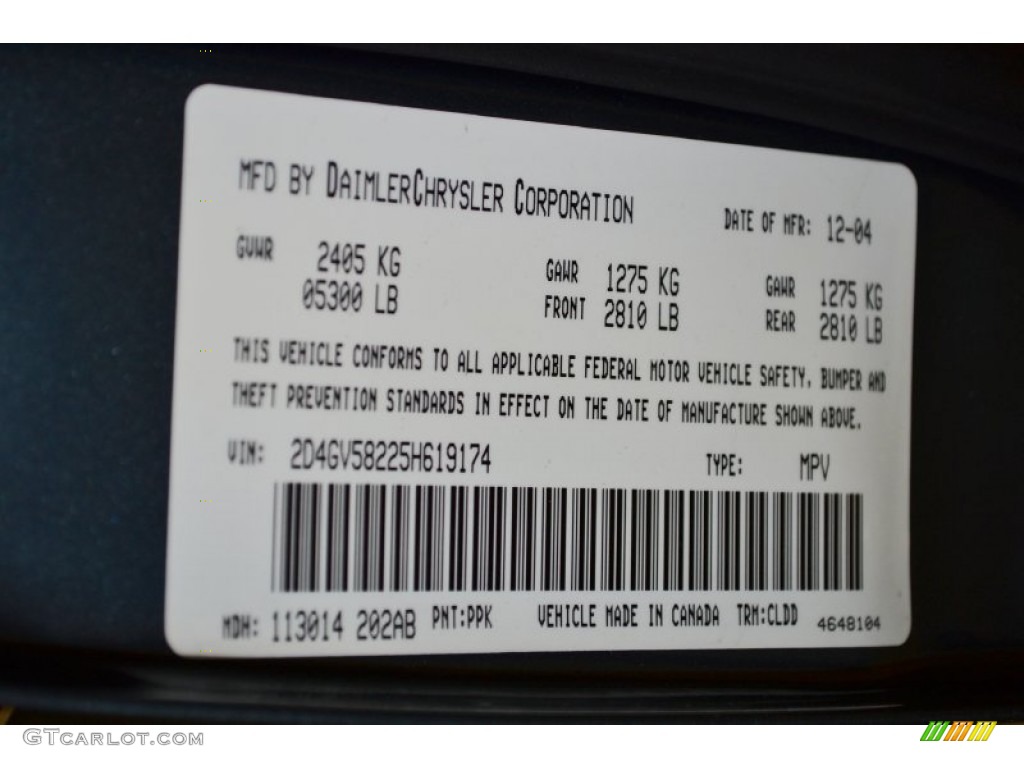 MFD BY DAIMLERCHRYSLER CORPORATION DATE OF MFR: 12-04
GVWR 2405 KG GAWR 1275 KG GAWR 1275 KG
05300 LB FRONT 2810 LB REAR 2810 LB
THIS VEHICLE CONFORMS TO ALL APPLICABLE FEDERAL MOTOR VEHICLE SAFETY, BUMPER AND
THEFT PREVENTION STANDARDS IN EFFECT ON THE DATE OF MANUFACTURE SHOWN ABOVE.
VIN: 2D4GV58225H619174 TYPE: MPV
MDH: 113014 202AB PNT:PPK VEHICLE MADE IN CANADA TRM:CLDD 4648104
GTCARLOT.COM